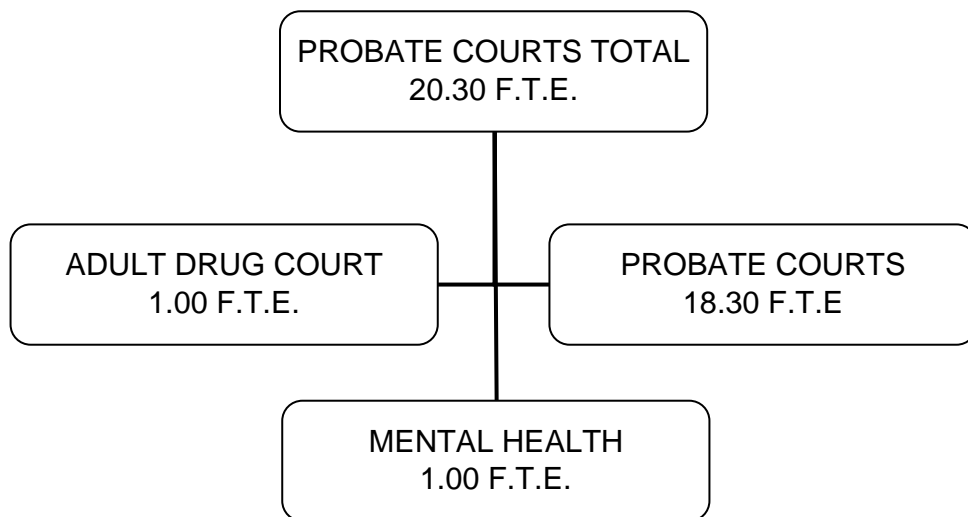 PROBATE COURTS TOTAL
20.30 F.T.E.
ADULT DRUG COURT
1.00 F.T.E.
PROBATE COURTS
18.30 F.T.E
MENTAL HEALTH
1.00 F.T.E.